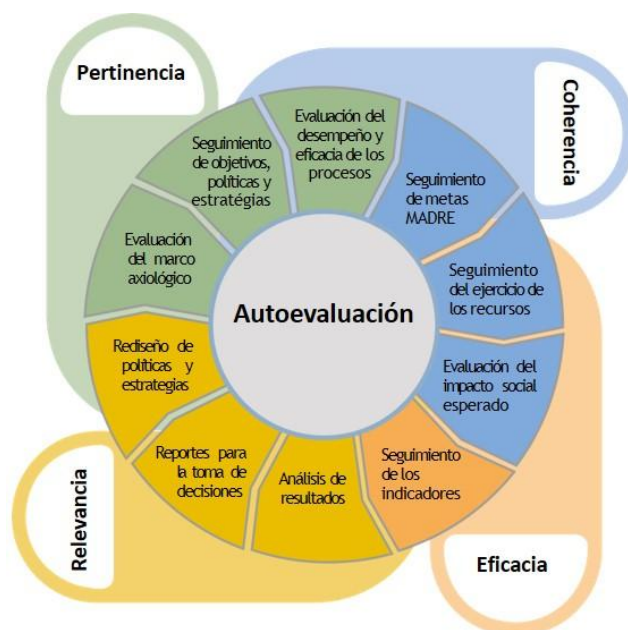 Pertinencia
Coherencia
Evaluación del
desempeño y
eficacia de los
procesos
Seguimiento
de metas
MADRE
Seguimiento
del ejercicio de
los recursos
Evaluación del
impacto social
esperado
Seguimiento
de los
indicadores
Análisis de
resultados
Reportes para
la toma de
decisiones
Rediseño de
políticas y
estrategias
Evaluación
del marco
axiológico
Seguimiento
de objetivos,
políticas y
estratégias
Autoevaluación
Relevancia
Eficacia